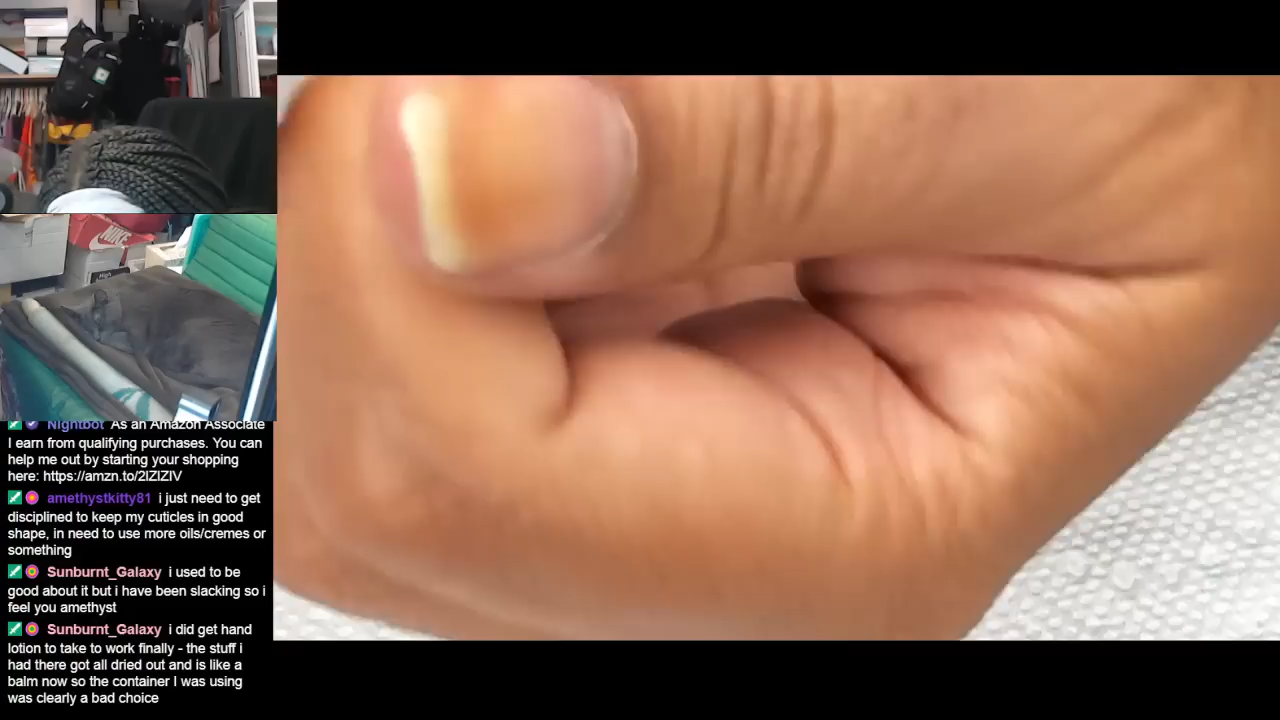 High
Nightbot As an Amazon Associate
I earn from qualifying purchases. You can
help me out by starting your shopping
here: https://amzn.to/2IZIZIV
amethystkitty81 i just need to get
disciplined to keep my cuticles in good
shape, in need to use more oils/cremes or
something
Sunburnt_Galaxy i used to be
good about it but i have been slacking so i
feel you amethyst
Sunburnt_Galaxy i did get hand
lotion to take to work finally - the stuff i
had there got all dried out and is like a
balm now so the container I was using
was clearly a bad choice